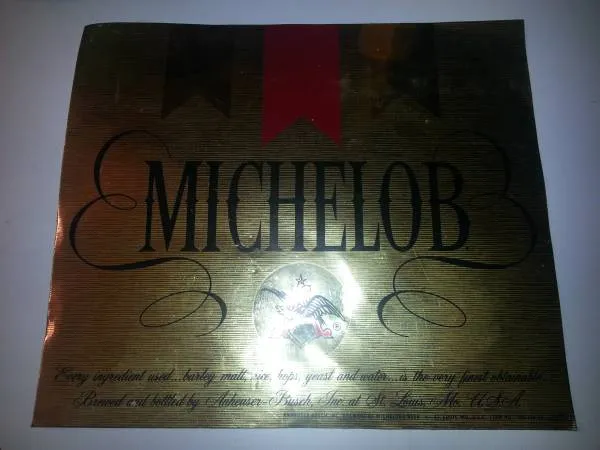 MICHELOB
®
Every ingredient used...barley malt, rice, hops, yeast and water...is the very finest obtainable
Brewed and bottled by Anheuser-Busch, Inc. at St. Louis, Mo. U.S.A.